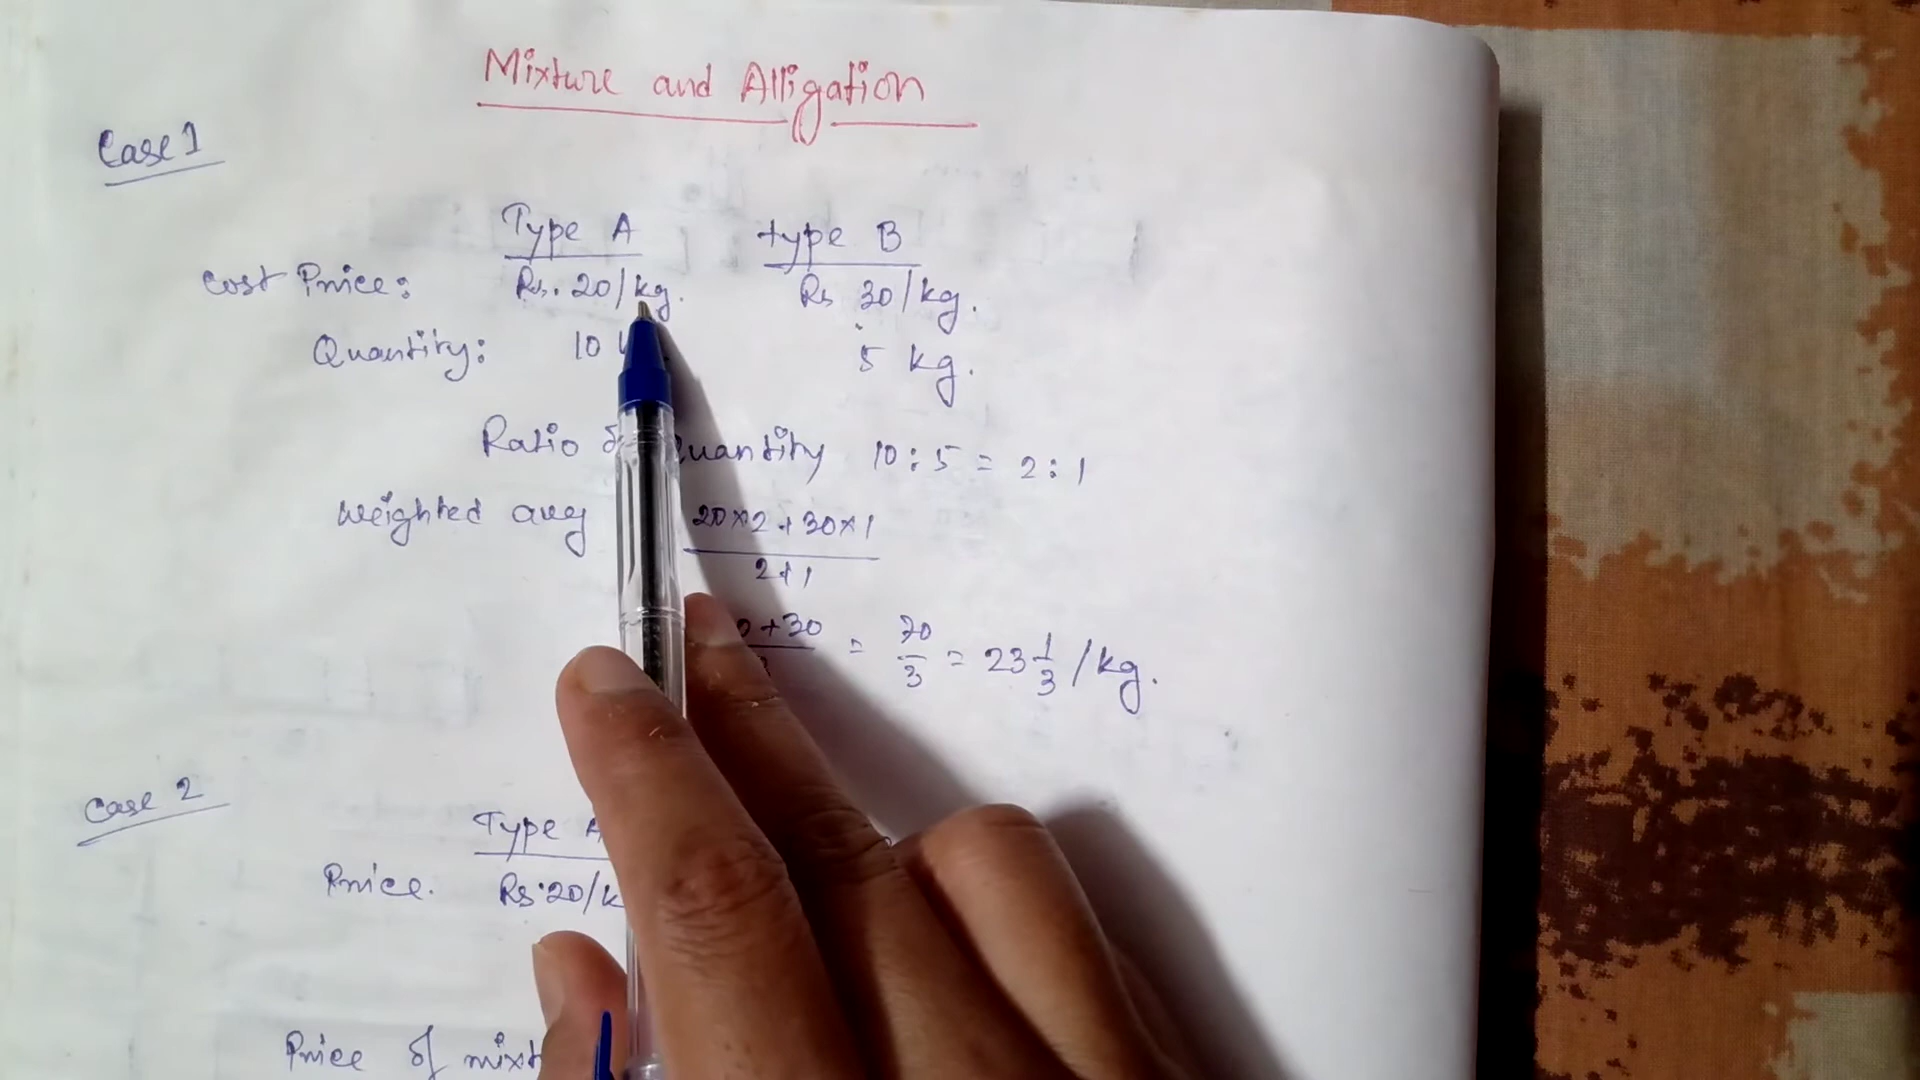 Mixture and Alligation
Case 1
Type A type B
Cost Price: Rs. 20/kg. Rs 30/kg.
Quantity: 10 5 kg.
Ratio Quantity 10:5 = 2:1
Weighted avg 20×2+30×1
2+1
+30 = 70/3 = 23 1/3 /kg.
Case 2
Type A
Price. Rs.20/k
Price of mixt